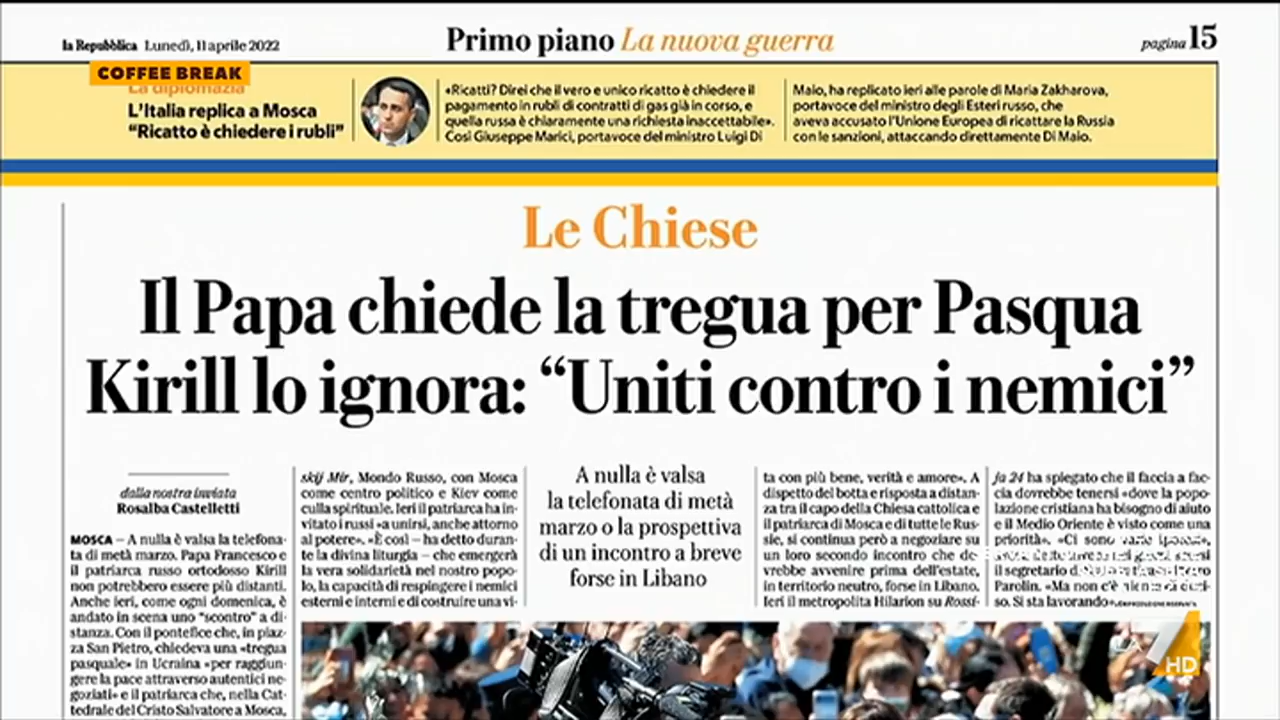 la Repubblica Lunedì, 11 aprile 2022
Primo piano La nuova guerra
pagina 15
COFFEE BREAK
La diplomazia
L'Italia replica a Mosca
"Ricatto è chiedere i rubli"
«Ricatti? Direi che il vero e unico ricatto è chiedere il
pagamento in rubli di contratti di gas già in corso, e
quella russa è chiaramente una richiesta inaccettabile».
Così Giuseppe Marici, portavoce del ministro Luigi Di
Maio, ha replicato ieri alle parole di Maria Zakharova,
portavoce del ministro degli Esteri russo, che
aveva accusato l'Unione Europea di ricattare la Russia
con le sanzioni, attaccando direttamente Di Maio.
Le Chiese
Il Papa chiede la tregua per Pasqua
Kirill lo ignora: "Uniti contro i nemici"
dalla nostra inviata
Rosalba Castelletti
MOSCA – A nulla è valsa la telefona-
ta di metà marzo. Papa Francesco e
il patriarca russo ortodosso Kirill
non potrebbero essere più distanti.
Anche ieri, come ogni domenica, è
andato in scena uno "scontro" a di-
stanza. Con il pontefice che, in piaz-
za San Pietro, chiedeva una «tregua
pasquale» in Ucraina «per raggiun-
gere la pace attraverso autentici ne-
goziati» e il patriarca che, nella Cat-
tedrale del Cristo Salvatore a Mosca,
skij Mir, Mondo Russo, con Mosca
come centro politico e Kiev come
culla spirituale. Ieri il patriarca ha in-
vitato i russi «a unirsi, anche attorno
al potere». «È così – ha detto duran-
te la divina liturgia – che emergerà
la vera solidarietà nel nostro popo-
lo, la capacità di respingere i nemici
esterni e interni e di costruire una vi-
A nulla è valsa
la telefonata di metà
marzo o la prospettiva
di un incontro a breve
forse in Libano
ta con più bene, verità e amore». A
dispetto del botta e risposta a distan-
za tra il capo della Chiesa cattolica e
il patriarca di Mosca e di tutte le Rus-
sie, si continua però a negoziare su
un loro secondo incontro che do-
vrebbe avvenire prima dell'estate,
in territorio neutro, forse in Libano.
Ieri il metropolita Hilarion su Rossi-
ja 24 ha spiegato che il faccia a fac-
cia dovrebbe tenersi «dove la popo-
lazione cristiana ha bisogno di aiuto
e il Medio Oriente è visto come una
priorità». «Ci sono varie ipotesi»,
il segretario di
Parolin. «Ma non c'è
so. Si sta lavorando»
LA 7 HD